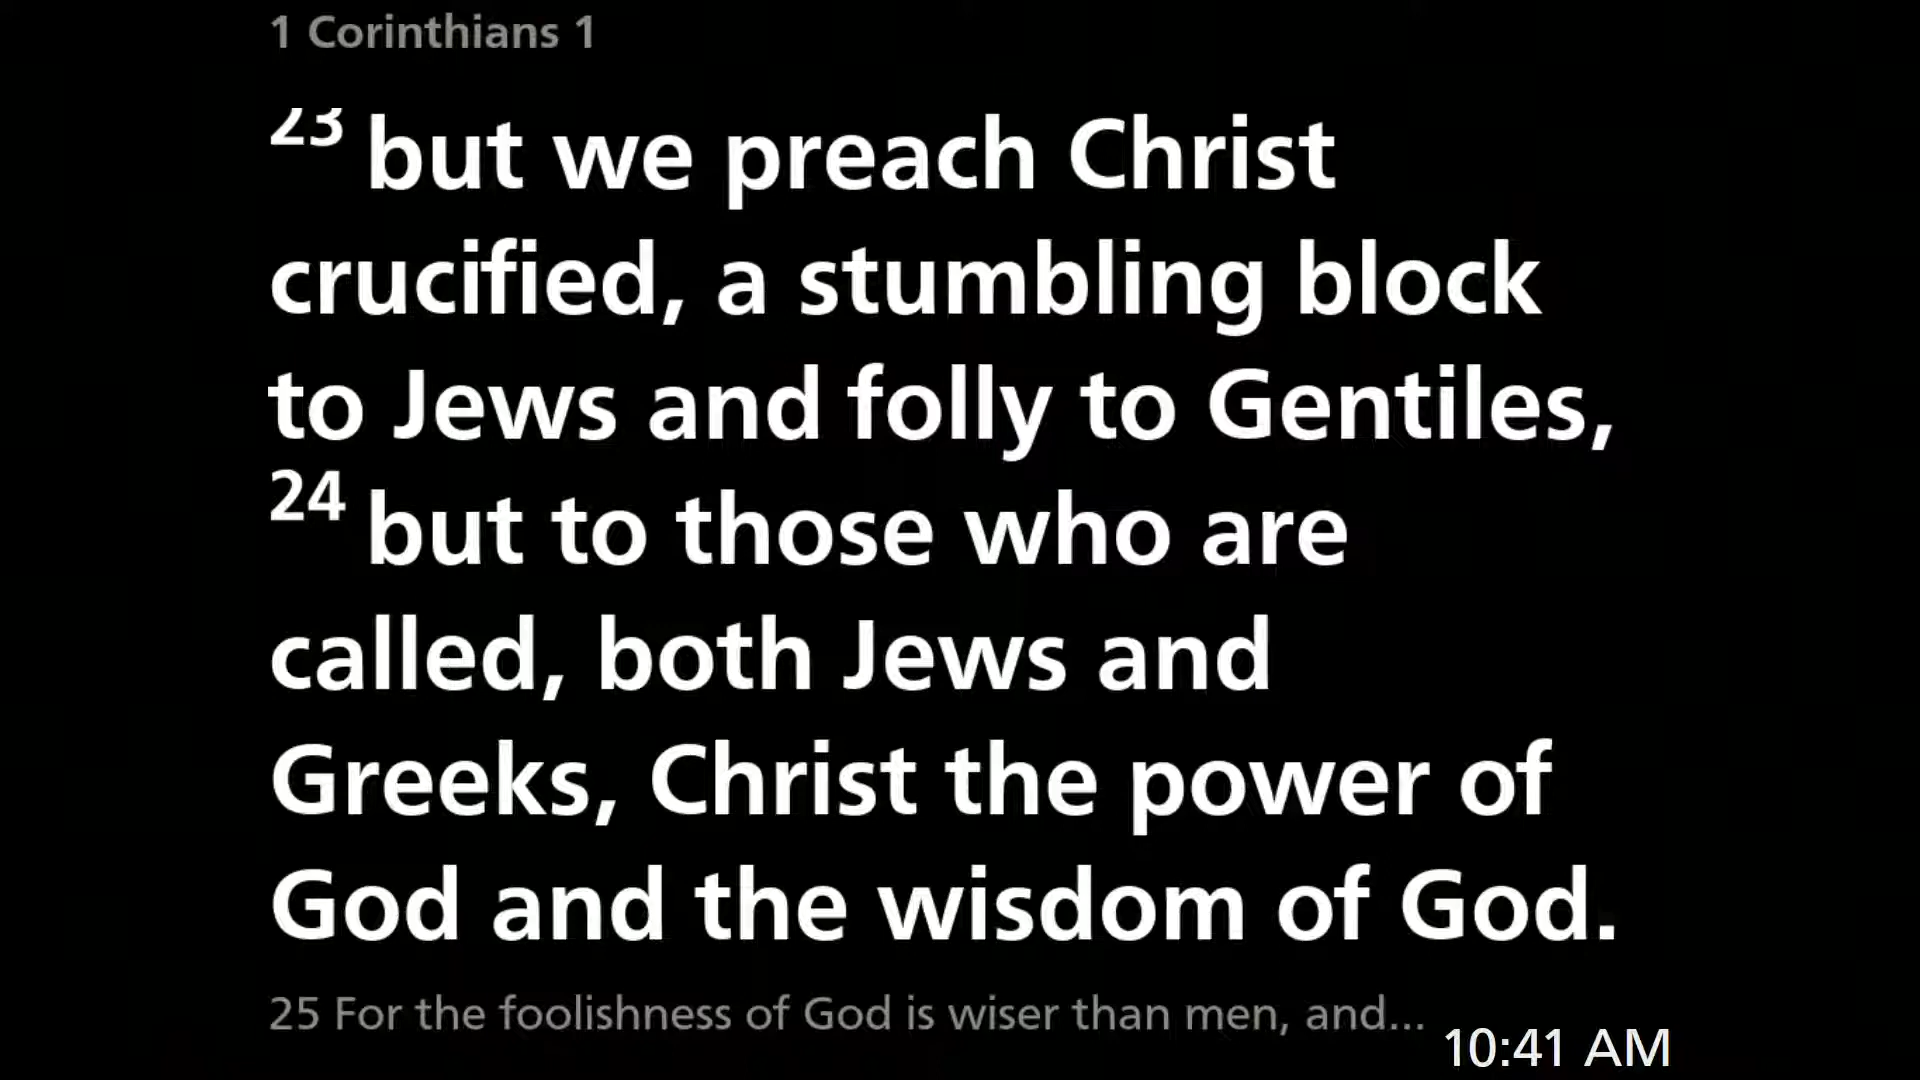 1 Corinthians 1
23 but we preach Christ
crucified, a stumbling block
to Jews and folly to Gentiles,
24 but to those who are
called, both Jews and
Greeks, Christ the power of
God and the wisdom of God.
25 For the foolishness of God is wiser than men, and...
10:41 AM